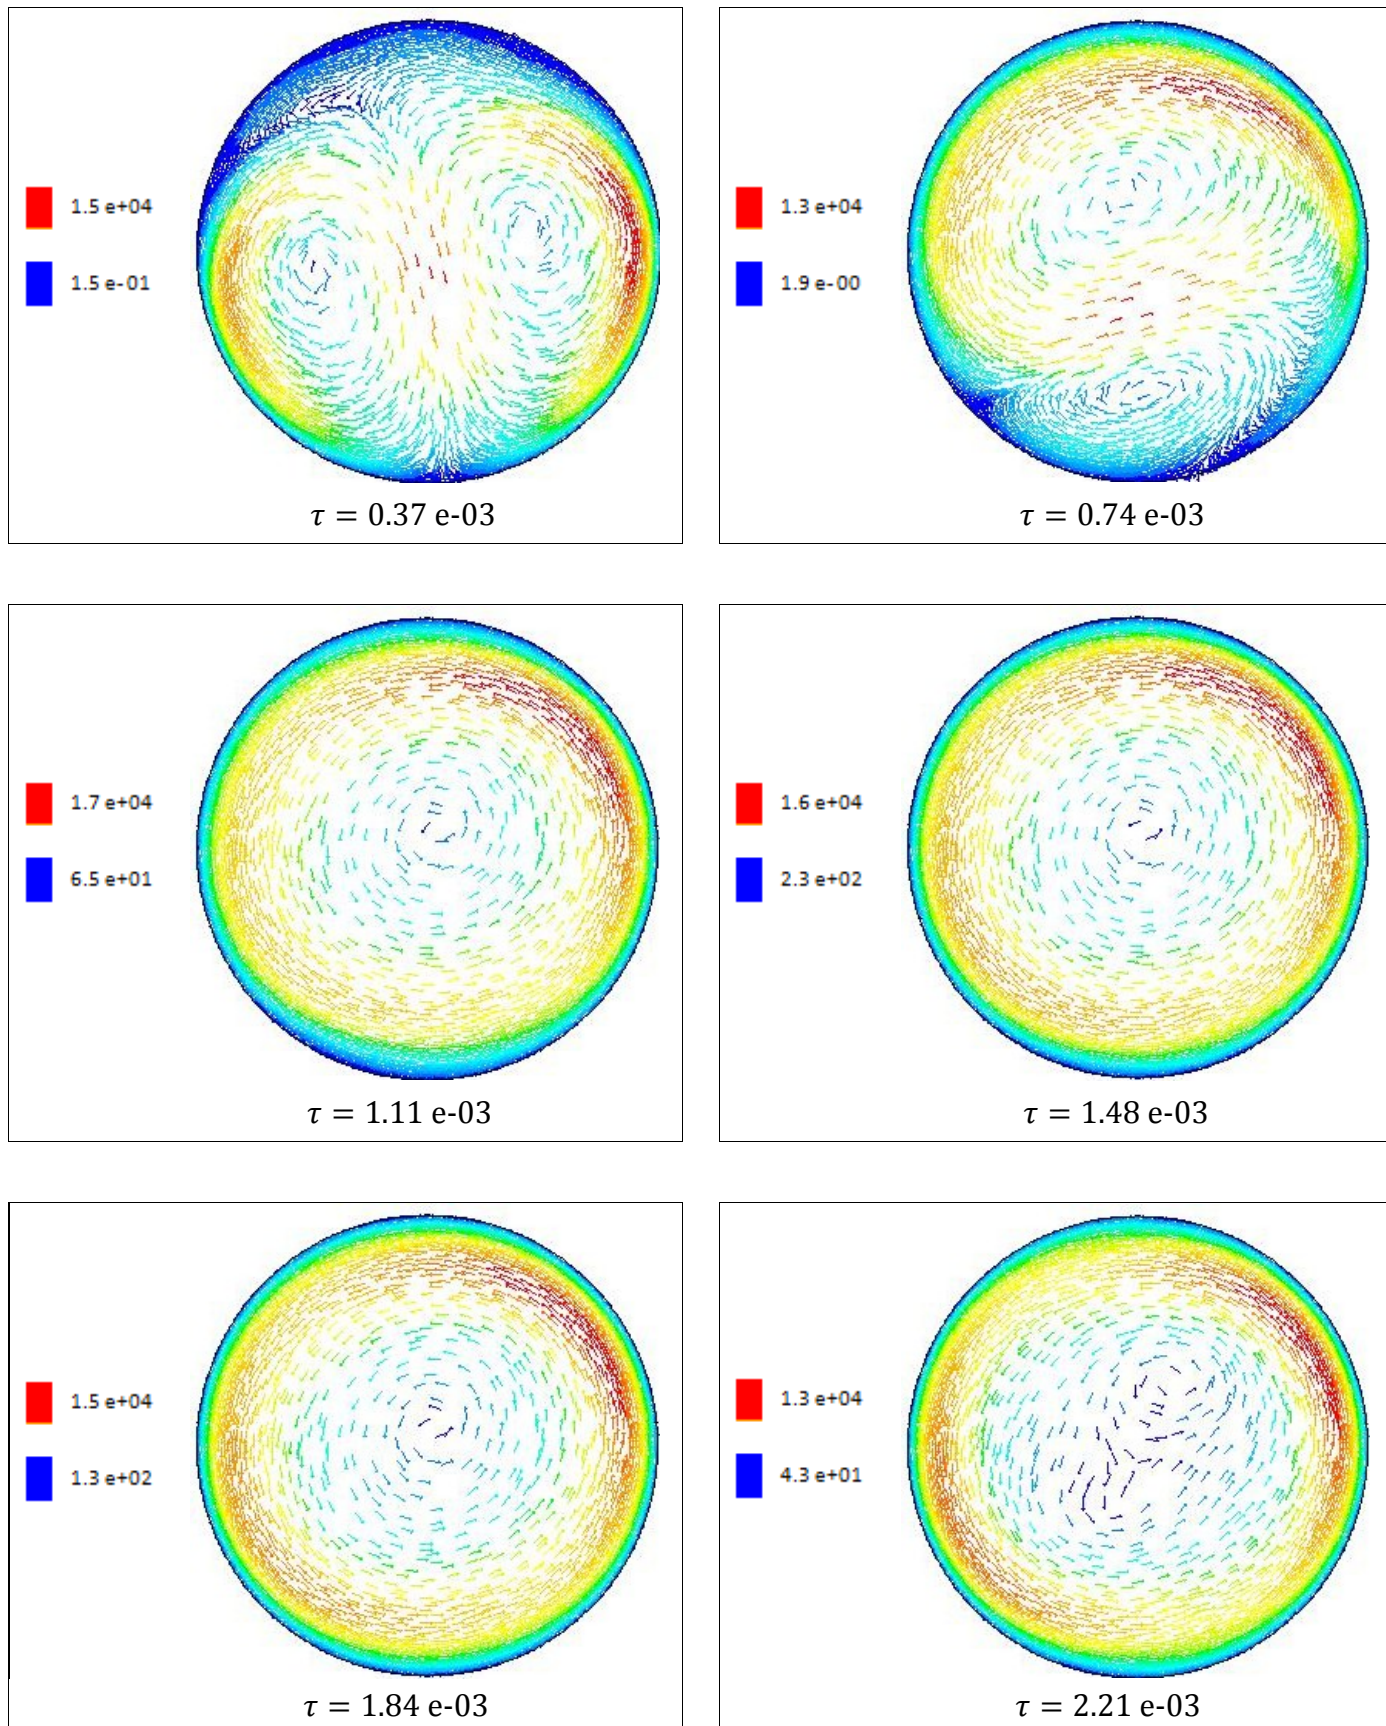 1.5 e+04
1.5 e-01
τ = 0.37 e-03
1.3 e+04
1.9 e-00
τ = 0.74 e-03
1.7 e+04
6.5 e+01
τ = 1.11 e-03
1.6 e+04
2.3 e+02
τ = 1.48 e-03
1.5 e+04
1.3 e+02
τ = 1.84 e-03
1.3 e+04
4.3 e+01
τ = 2.21 e-03